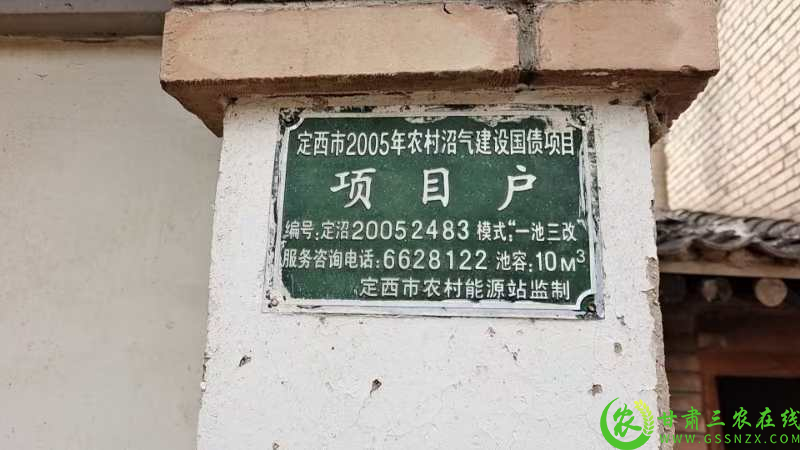 定西市2005年农村沼气建设国债项目
项目户
编号:定沼20052483 模式:“一池三改”
服务咨询电话:6628122 池容:10M³
定西市农村能源站监制
农
甘肃三农在线
WWW.GSSNZX.COM